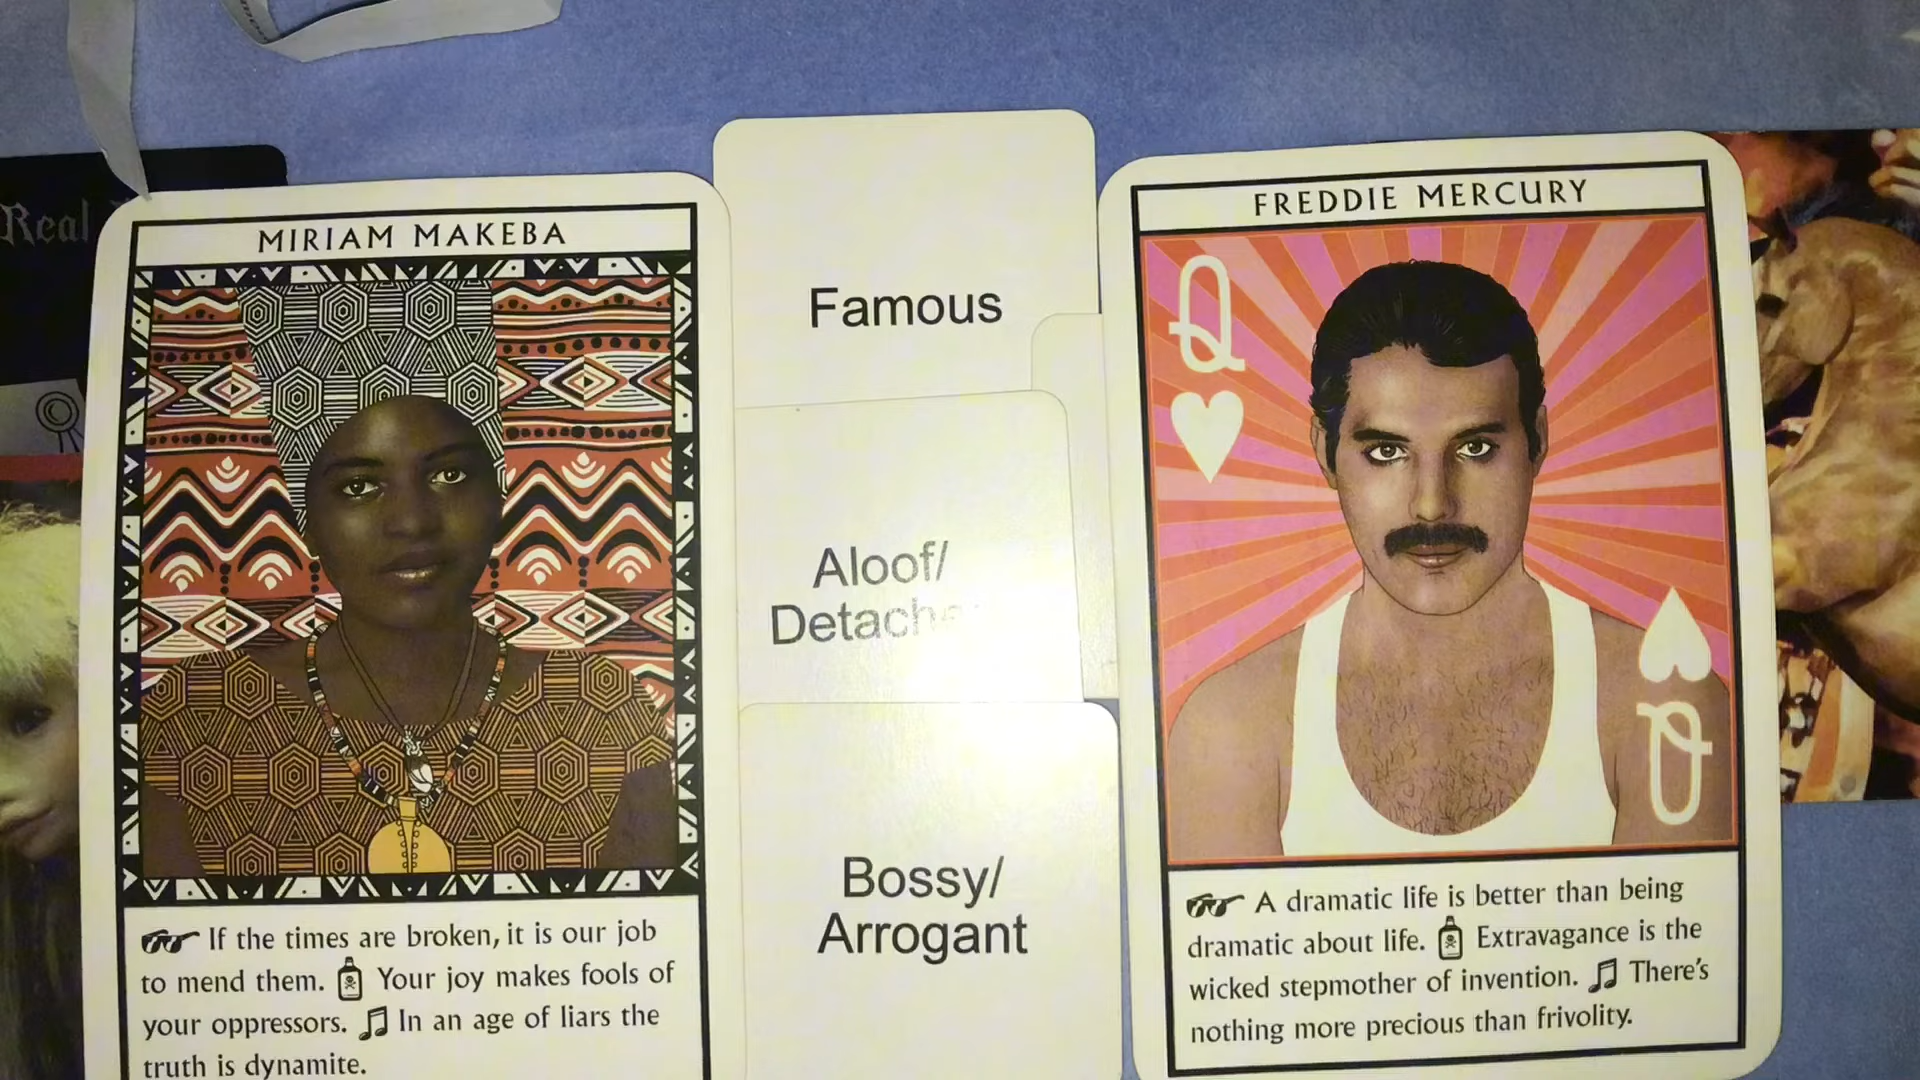 Real
MIRIAM MAKEBA
If the times are broken, it is our job
to mend them. Your joy makes fools of
your oppressors. In an age of liars the
truth is dynamite.
Famous
Aloof/
Bossy/
Arrogant
FREDDIE MERCURY
Q
Q
A dramatic life is better than being
dramatic about life. Extravagance is the
wicked stepmother of invention. There's
nothing more precious than frivolity.